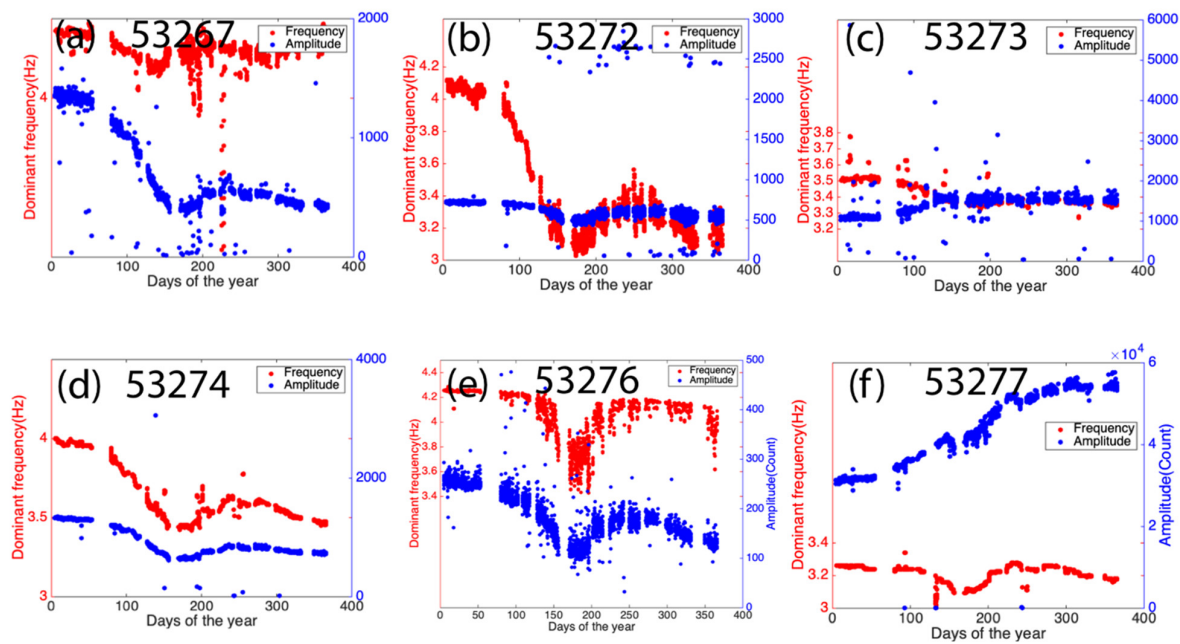 (a) 53267
Frequency
Amplitude
2000
1000
0
4
Dominant frequency(Hz)
0 100 200 300 400
Days of the year
(b) 53272
Frequency
Amplitude
3000
2500
2000
1500
1000
500
0
4.2
4
3.8
3.6
3.4
3.2
3
Dominant frequency(Hz)
0 100 200 300 400
Days of the year
(c) 53273
Frequency
Amplitude
6000
5000
4000
3000
2000
1000
0
3.8
3.7
3.6
3.5
3.4
3.3
3.2
Dominant frequency(Hz)
0 100 200 300 400
Days of the year
(d) 53274
Frequency
Amplitude
4000
2000
0
4
3.5
3
Dominant frequency(Hz)
0 100 200 300 400
Days of the year
(e) 53276
Frequency
Amplitude
500
400
300
200
100
0
Amplitude(Count)
4.4
4.2
4
3.8
3.6
3.4
Dominant frequency(Hz)
0 50 100 150 200 250 300 350 400
Days of the year
(f) 53277
Frequency
Amplitude
×10⁴
6
4
2
0
Amplitude(Count)
3.4
3.2
3
Dominant frequency(Hz)
0 100 200 300 400
Days of the year